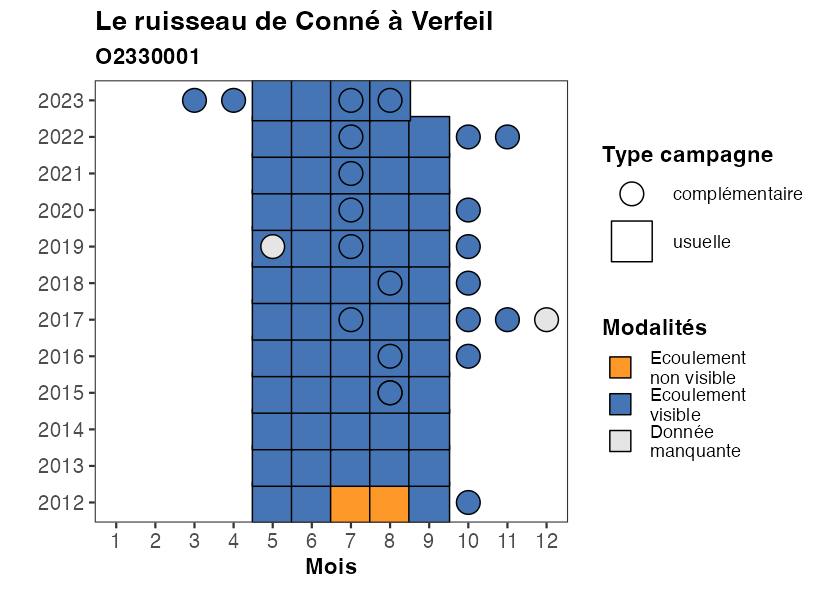 Le ruisseau de Conné à Verfeil
O2330001
2023
2022
2021
2020
2019
2018
2017
2016
2015
2014
2013
2012
1 2 3 4 5 6 7 8 9 10 11 12
Mois
Type campagne
complémentaire
usuelle
Modalités
Ecoulement
non visible
Ecoulement
visible
Donnée
manquante